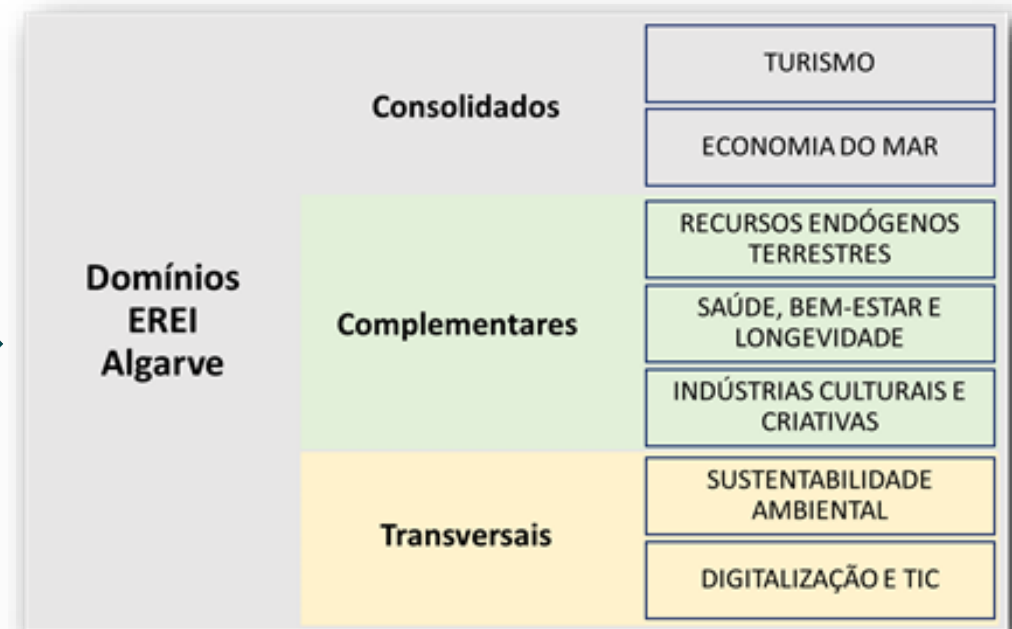 Domínios
EREI
Algarve
Consolidados
TURISMO
ECONOMIA DO MAR
Complementares
RECURSOS ENDÓGENOS
TERRESTRES
SAÚDE, BEM-ESTAR E
LONGEVIDADE
INDÚSTRIAS CULTURAIS E
CRIATIVAS
Transversais
SUSTENTABILIDADE
AMBIENTAL
DIGITALIZAÇÃO E TIC